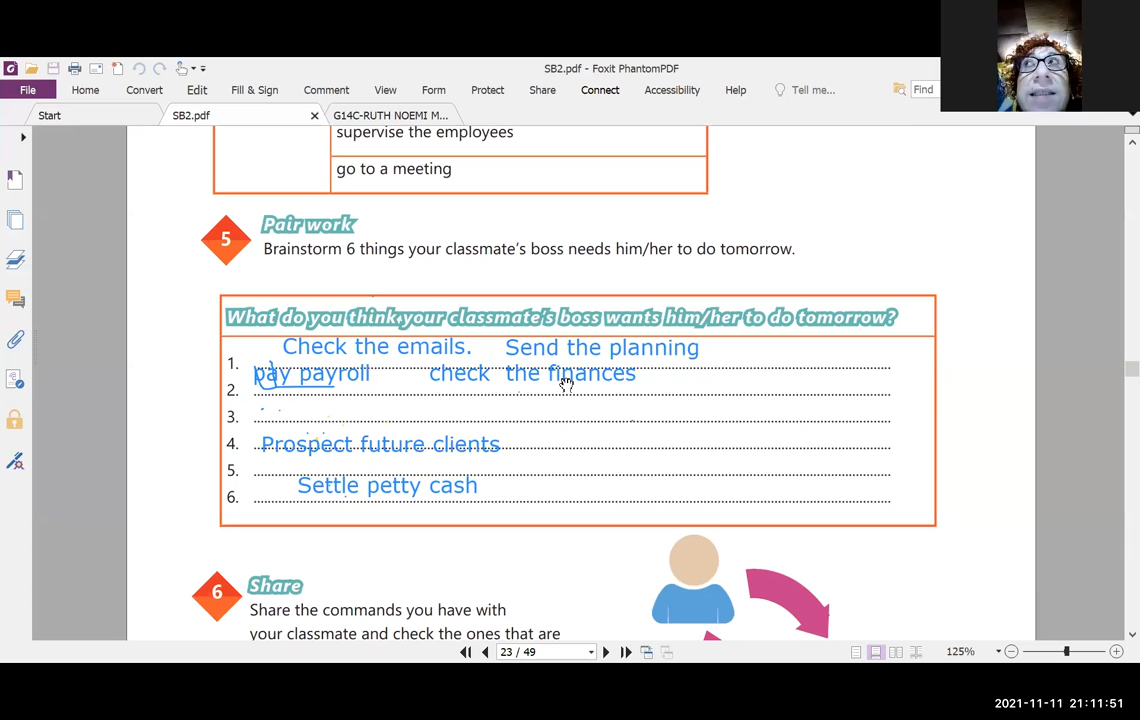 SB2.pdf - Foxit PhantomPDF
File Home Convert Edit Fill & Sign Comment View Form Protect Share Connect Accessibility Help Tell me... Find
Start SB2.pdf G14C-RUTH NOEMI M...
supervise the employees
go to a meeting
5 Pair work
Brainstorm 6 things your classmate's boss needs him/her to do tomorrow.
What do you think your classmate's boss wants him/her to do tomorrow?
Check the emails. Send the planning
1.
pay payroll check the finances
2.
3.
4. Prospect future clients
5.
Settle petty cash
6.
6 Share
Share the commands you have with
your classmate and check the ones that are
23 / 49
125%
2021-11-11 21:11:51